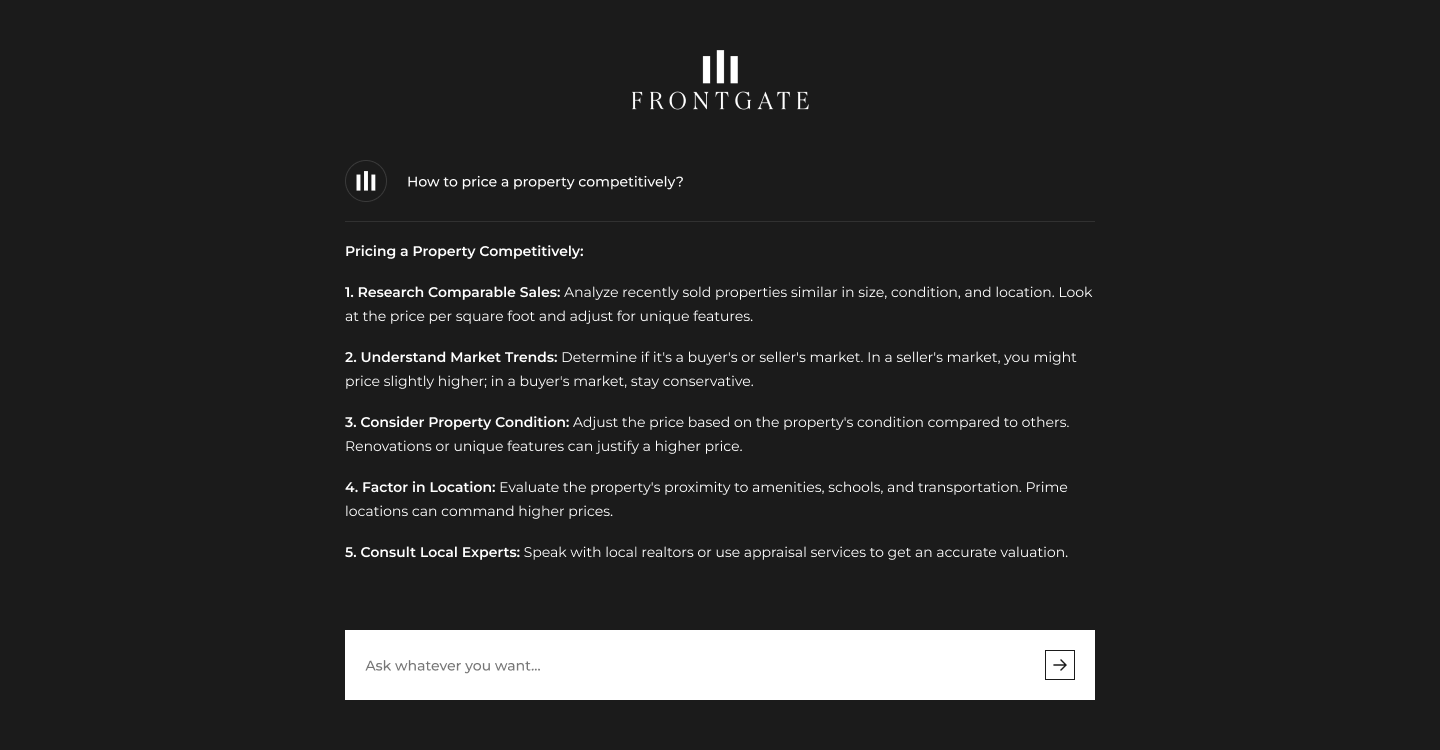 FRONTGATE
How to price a property competitively?
Pricing a Property Competitively:
1. Research Comparable Sales: Analyze recently sold properties similar in size, condition, and location. Look
at the price per square foot and adjust for unique features.
2. Understand Market Trends: Determine if it's a buyer's or seller's market. In a seller's market, you might
price slightly higher; in a buyer's market, stay conservative.
3. Consider Property Condition: Adjust the price based on the property's condition compared to others.
Renovations or unique features can justify a higher price.
4. Factor in Location: Evaluate the property's proximity to amenities, schools, and transportation. Prime
locations can command higher prices.
5. Consult Local Experts: Speak with local realtors or use appraisal services to get an accurate valuation.
Ask whatever you want...